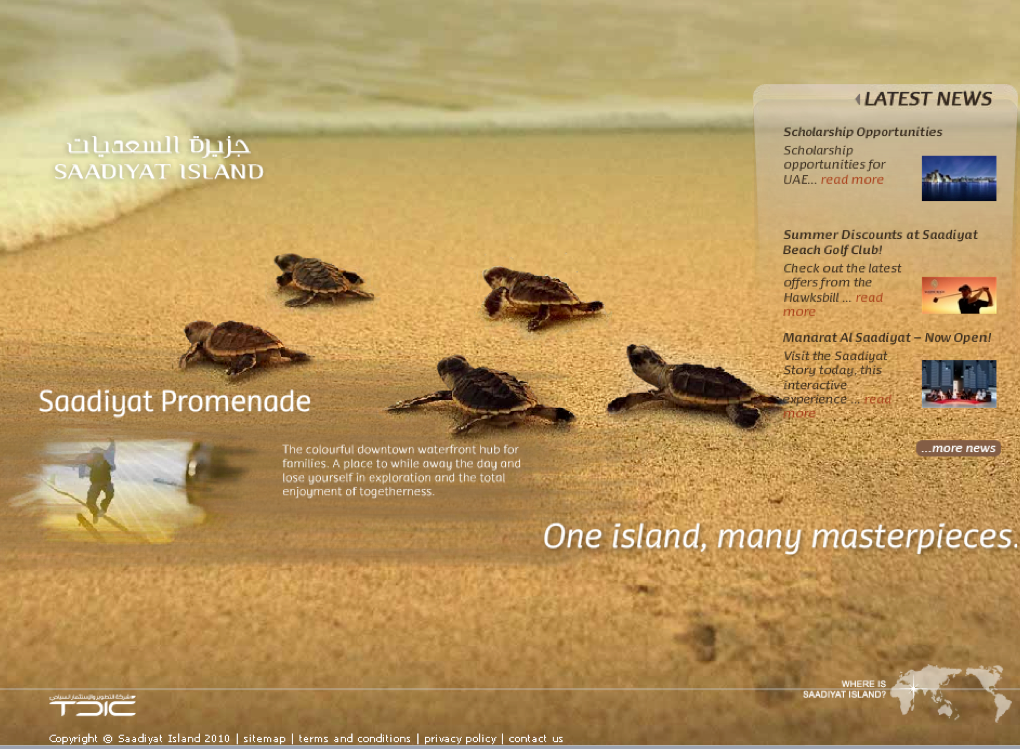 LATEST NEWS
جزيرة السعديات
SAADIYAT ISLAND
Scholarship Opportunities
Scholarship
opportunities for
UAE... read more
Summer Discounts at Saadiyat
Beach Golf Club!
Check out the latest
offers from the
Hawksbill ... read
more
Manarat Al Saadiyat – Now Open!
Visit the Saadiyat
Story today, this
interactive
experience ... read
more
...more news
Saadiyat Promenade
The colourful downtown waterfront hub for
families. A place to while away the day and
lose yourself in exploration and the total
enjoyment of togetherness.
One island, many masterpieces.
WHERE IS
SAADIYAT ISLAND?
شركة التطوير والاستثمار السياحي
TDIC
Copyright © Saadiyat Island 2010 | sitemap | terms and conditions | privacy policy | contact us